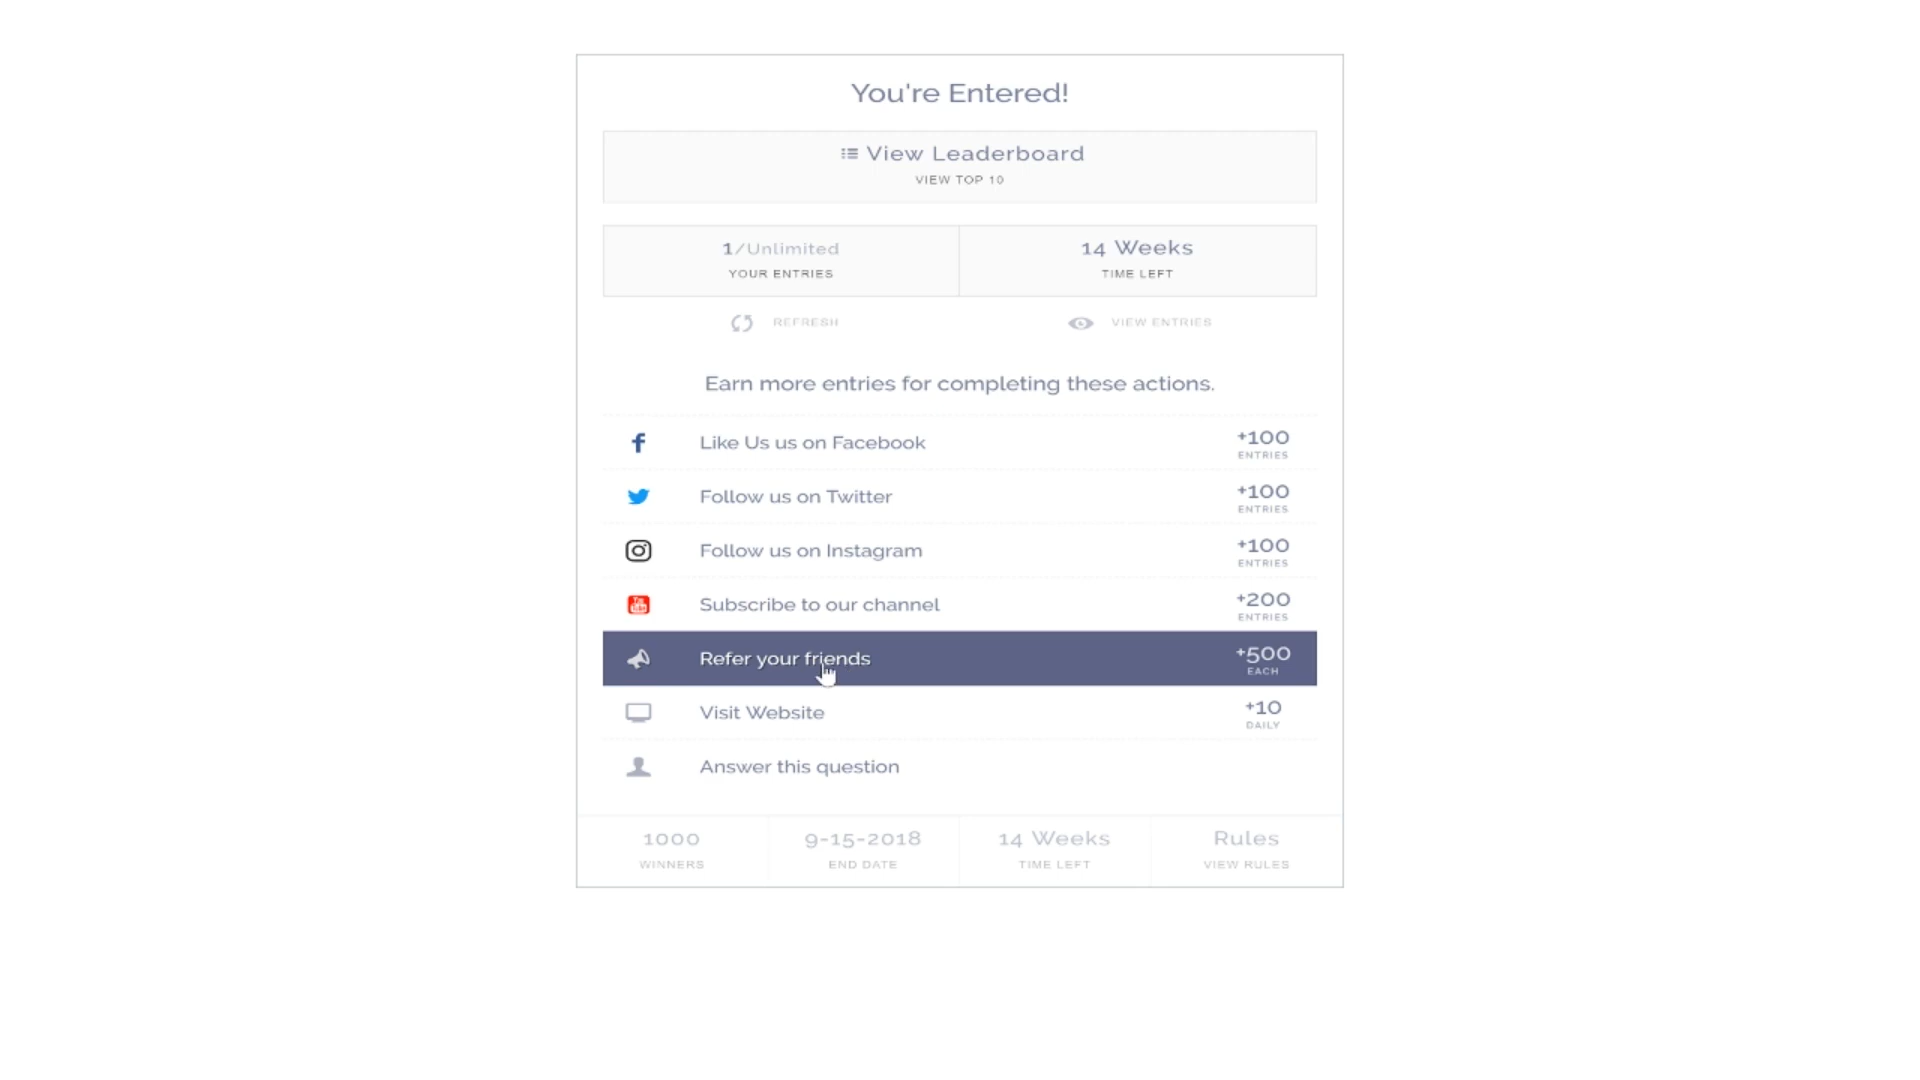 You're Entered!
View Leaderboard
VIEW TOP 10
1/Unlimited
YOUR ENTRIES
14 Weeks
TIME LEFT
REFRESH
VIEW ENTRIES
Earn more entries for completing these actions.
Like Us us on Facebook
+100
ENTRIES
Follow us on Twitter
+100
ENTRIES
Follow us on Instagram
+100
ENTRIES
Subscribe to our channel
+200
ENTRIES
Refer your friends
+500
EACH
Visit Website
+10
DAILY
Answer this question
1000
WINNERS
9-15-2018
END DATE
14 Weeks
TIME LEFT
Rules
VIEW RULES